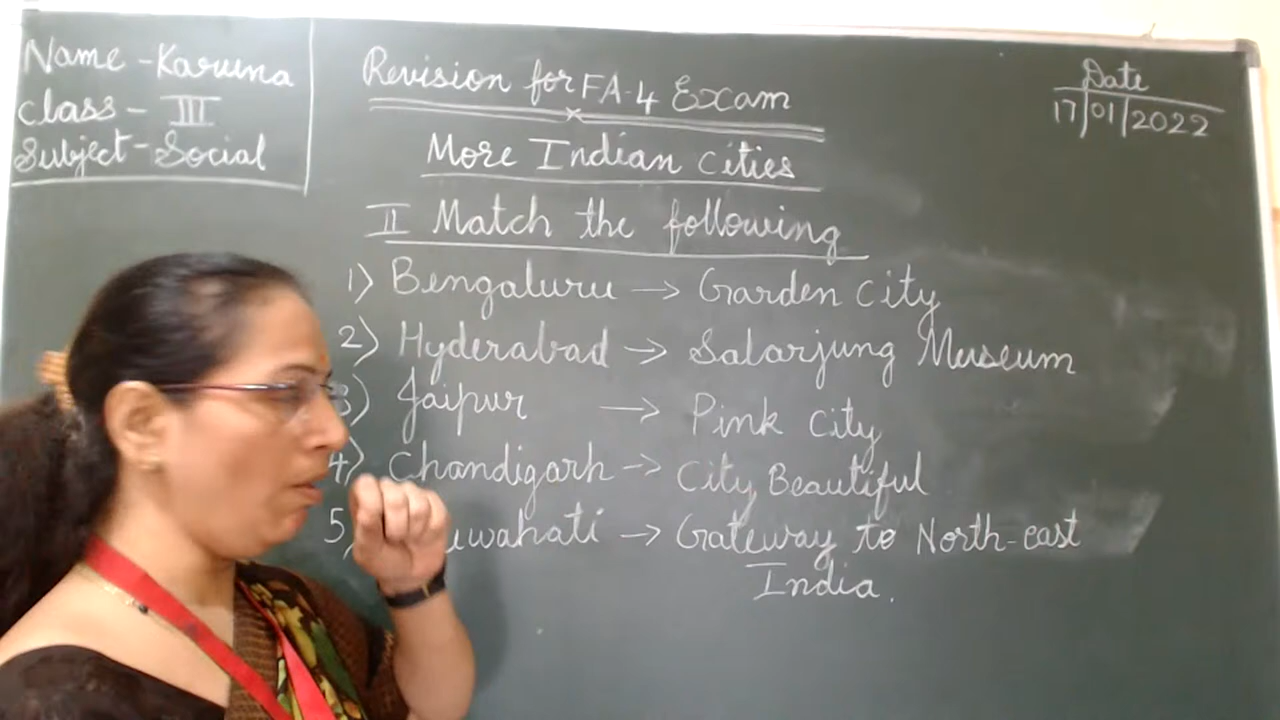 Name - Karuna
Class - III
Subject - Social
Revision for FA-4 Exam
Date
17/01/2022
More Indian Cities
II Match the following
1) Bengaluru → Garden City
2) Hyderabad → Salarjung Museum
3) Jaipur → Pink City
4) Chandigarh → City Beautiful
5) uwahati → Gateway to North-east
India.